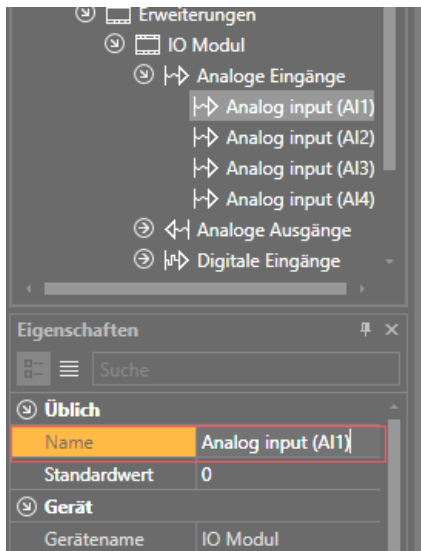 Erweiterungen
IO Modul
Analoge Eingänge
Analog input (AI1)
Analog input (AI2)
Analog input (AI3)
Analog input (AI4)
Analoge Ausgänge
Digitale Eingänge
Eigenschaften
Suche
Üblich
Name Analog input (AI1)
Standardwert 0
Gerät
Gerätename IO Modul